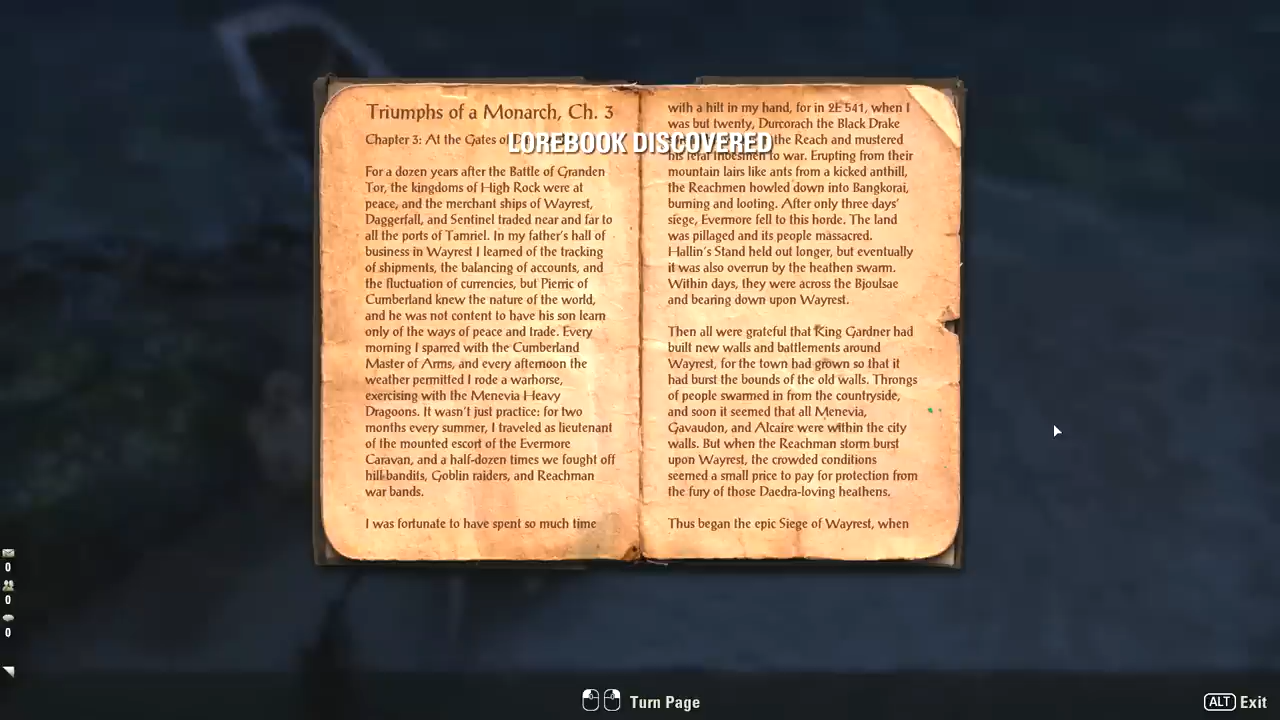 Triumphs of a Monarch, Ch. 3
Chapter 3: At the Gates of
LOREBOOK DISCOVERED
For a dozen years after the Battle of Granden
Tor, the kingdoms of High Rock were at
peace, and the merchant ships of Wayrest,
Daggerfall, and Sentinel traded near and far to
all the ports of Tamriel. In my father's hall of
business in Wayrest I learned of the tracking
of shipments, the balancing of accounts, and
the fluctuation of currencies, but Pierric of
Cumberland knew the nature of the world,
and he was not content to have his son learn
only of the ways of peace and trade. Every
morning I sparred with the Cumberland
Master of Arms, and every afternoon the
weather permitted I rode a warhorse,
exercising with the Menevia Heavy
Dragoons. It wasn't just practice: for two
months every summer, I traveled as lieutenant
of the mounted escort of the Evermore
Caravan, and a half-dozen times we fought off
hill bandits, Goblin raiders, and Reachman
war bands.
I was fortunate to have spent so much time
with a hilt in my hand, for in 2E 541, when I
was but twenty, Durcorach the Black Drake
the Reach and mustered
his feral tribesmen to war. Erupting from their
mountain lairs like ants from a kicked anthill,
the Reachmen howled down into Bangkorai,
burning and looting. After only three days'
siege, Evermore fell to this horde. The land
was pillaged and its people massacred.
Hallin's Stand held out longer, but eventually
it was also overrun by the heathen swarm.
Within days, they were across the Bjoulsae
and bearing down upon Wayrest.
Then all were grateful that King Gardner had
built new walls and battlements around
Wayrest, for the town had grown so that it
had burst the bounds of the old walls. Throngs
of people swarmed in from the countryside,
and soon it seemed that all Menevia,
Gavaudon, and Alcaire were within the city
walls. But when the Reachman storm burst
upon Wayrest, the crowded conditions
seemed a small price to pay for protection from
the fury of those Daedra-loving heathens.
Thus began the epic Siege of Wayrest, when
0
0
0
Turn Page
ALT Exit